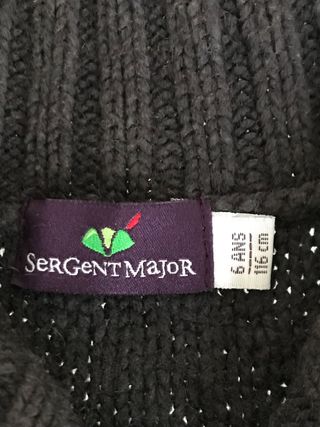 SERGENT MAJOR
6 ANS
116 cm